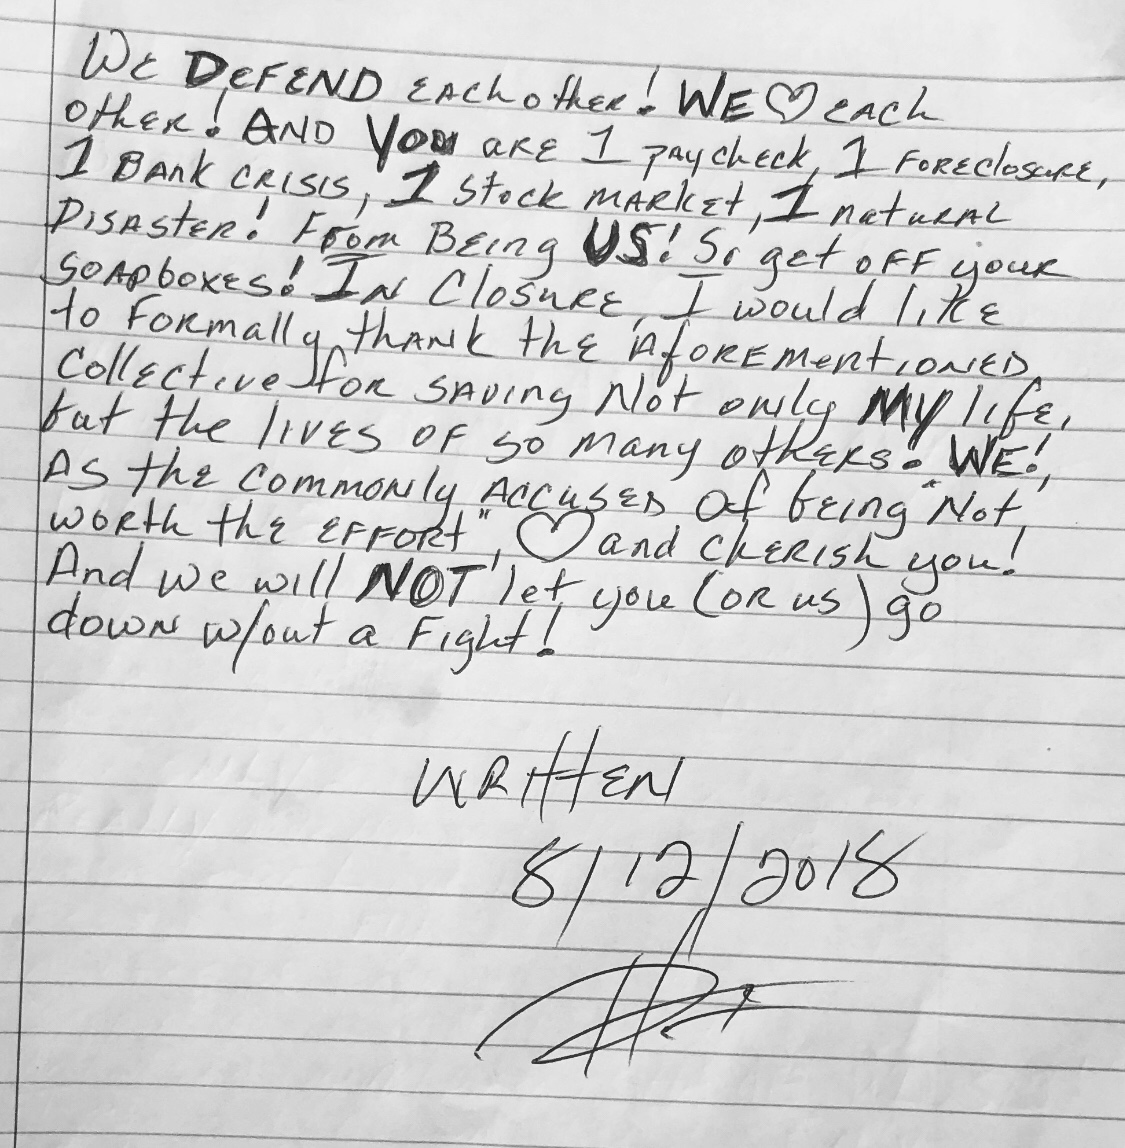 WE DEFEND EACh other! WE ♡ EACh
other! AND YOU ARE 1 paycheck, 1 FOREclosure,
1 BANK CRISIS, 1 Stock MARKEt, 1 natuRAL
DISASTER! From BEing US! So get OFF youR
SOAPboxES! IN ClosuRE, I would likE
to FORMAlly thANK thE AforEmentionED
CollEctivE foR SAving Not only MY lifE,
but thE livES OF so many othERs! WE!,
AS thE CommonLy ACCUSED Of being "Not
woRth thE EFFORt", ♡ and ChERISh you!
And wE will NOT let you (OR us) go
down w/out a Fight!
WRITTEN
8/12/2018